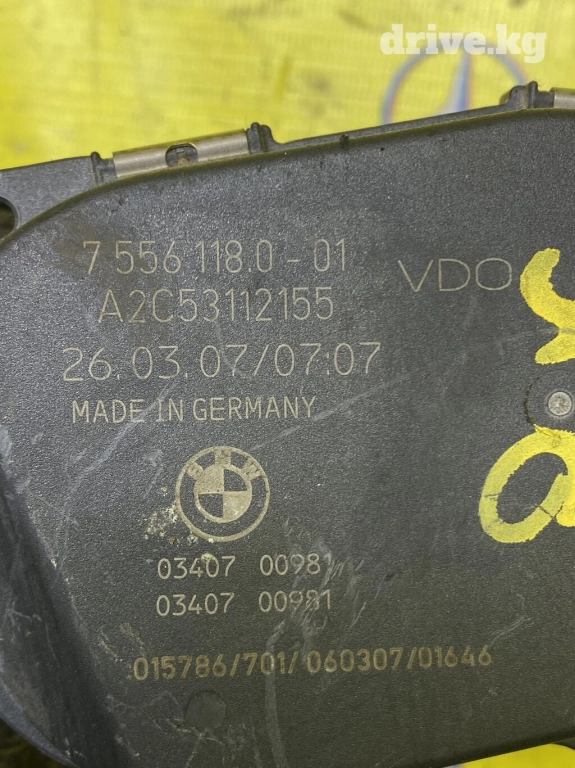 drive.kg
7 556 118.0 - 01
VDO
A2C53112155
26.03.07/07:07
MADE IN GERMANY
BMW
03407 00981
03407 00981
015786/701/060307/01646